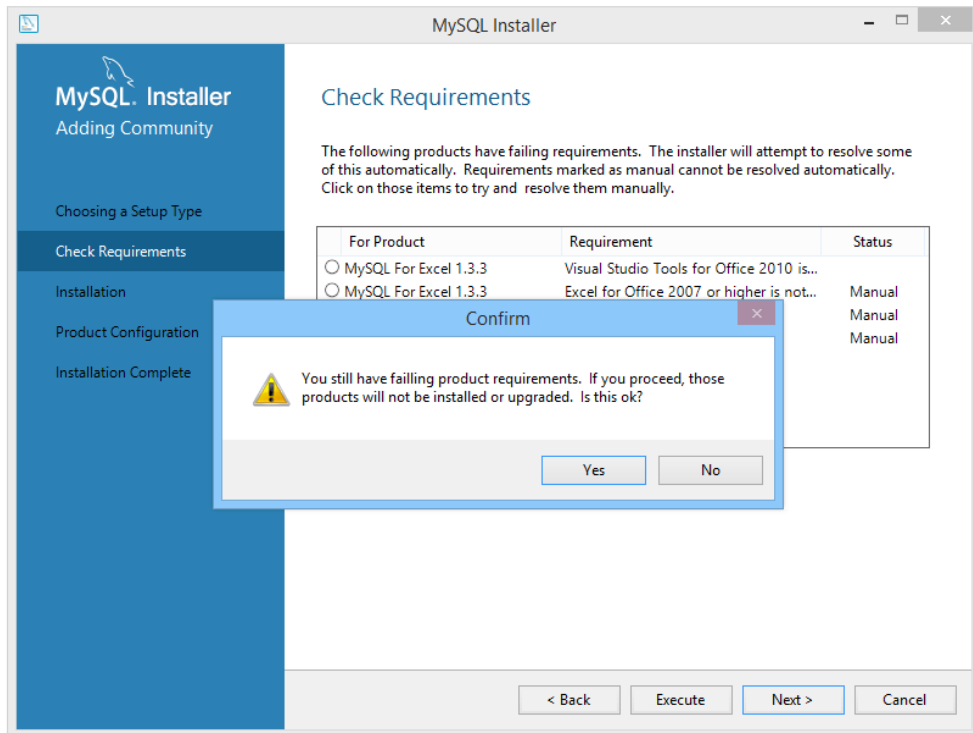 MySQL Installer
MySQL. Installer
Adding Community
Choosing a Setup Type
Check Requirements
Installation
Product Configuration
Installation Complete
Check Requirements
The following products have failing requirements. The installer will attempt to resolve some
of this automatically. Requirements marked as manual cannot be resolved automatically.
Click on those items to try and resolve them manually.
For Product Requirement Status
MySQL For Excel 1.3.3 Visual Studio Tools for Office 2010 is...
MySQL For Excel 1.3.3 Excel for Office 2007 or higher is not... Manual
Manual
Manual
Confirm
You still have failling product requirements. If you proceed, those
products will not be installed or upgraded. Is this ok?
Yes No
< Back Execute Next > Cancel